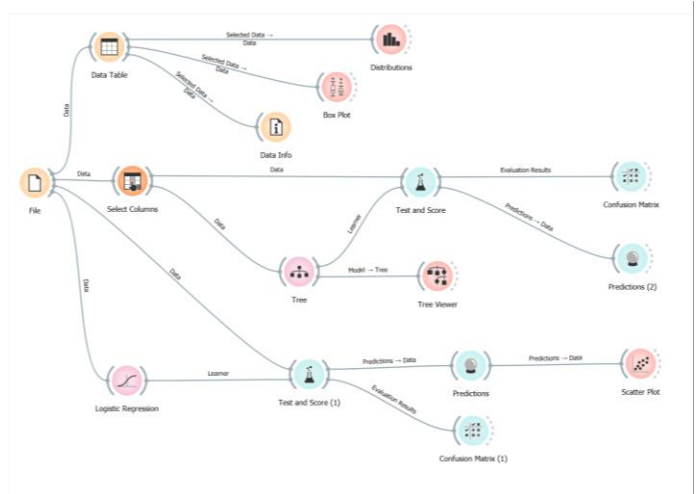 Selected Data →
Data
Distributions
Data Table
Selected Data →
Data
Box Plot
Selected Data →
Data
Data Info
Data
File
Data
Select Columns
Data
Test and Score
Evaluation Results
Confusion Matrix
Predictions → Data
Predictions (2)
Data
Learner
Tree
Model → Tree
Tree Viewer
Data
Data
Logistic Regression
Learner
Test and Score (1)
Predictions → Data
Predictions
Predictions → Data
Scatter Plot
Evaluation Results
Confusion Matrix (1)